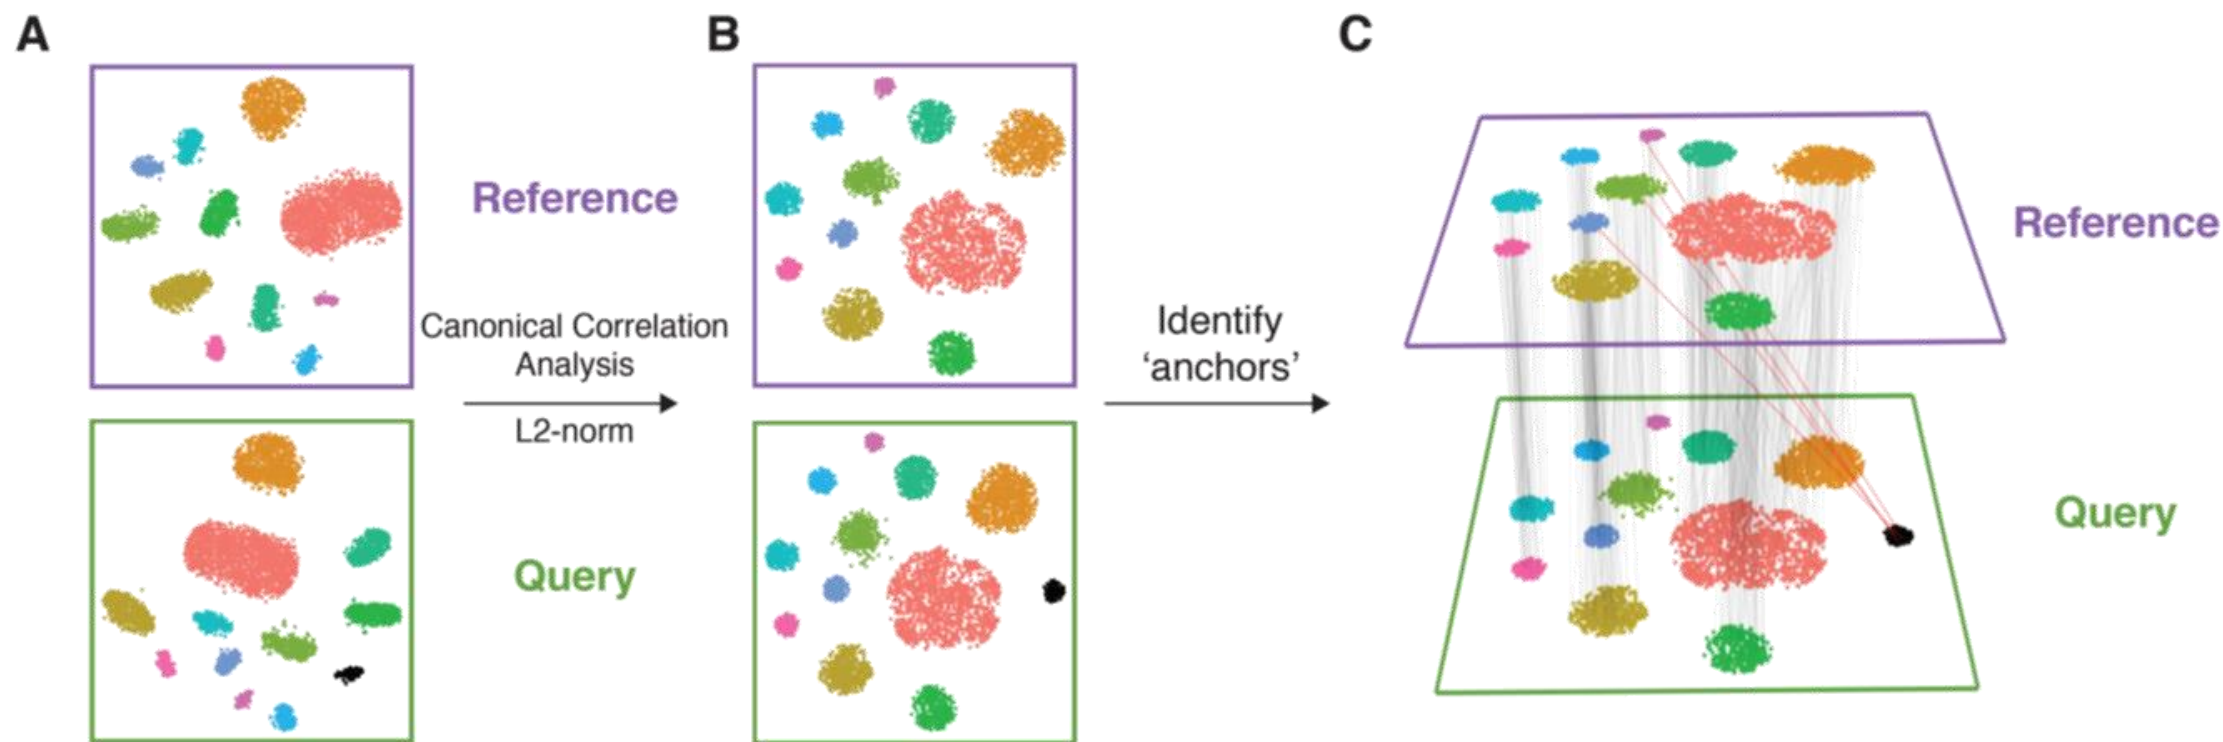 A
B
C
Reference
Canonical Correlation
Analysis
L2-norm
Query
Identify
‘anchors’
Reference
Query